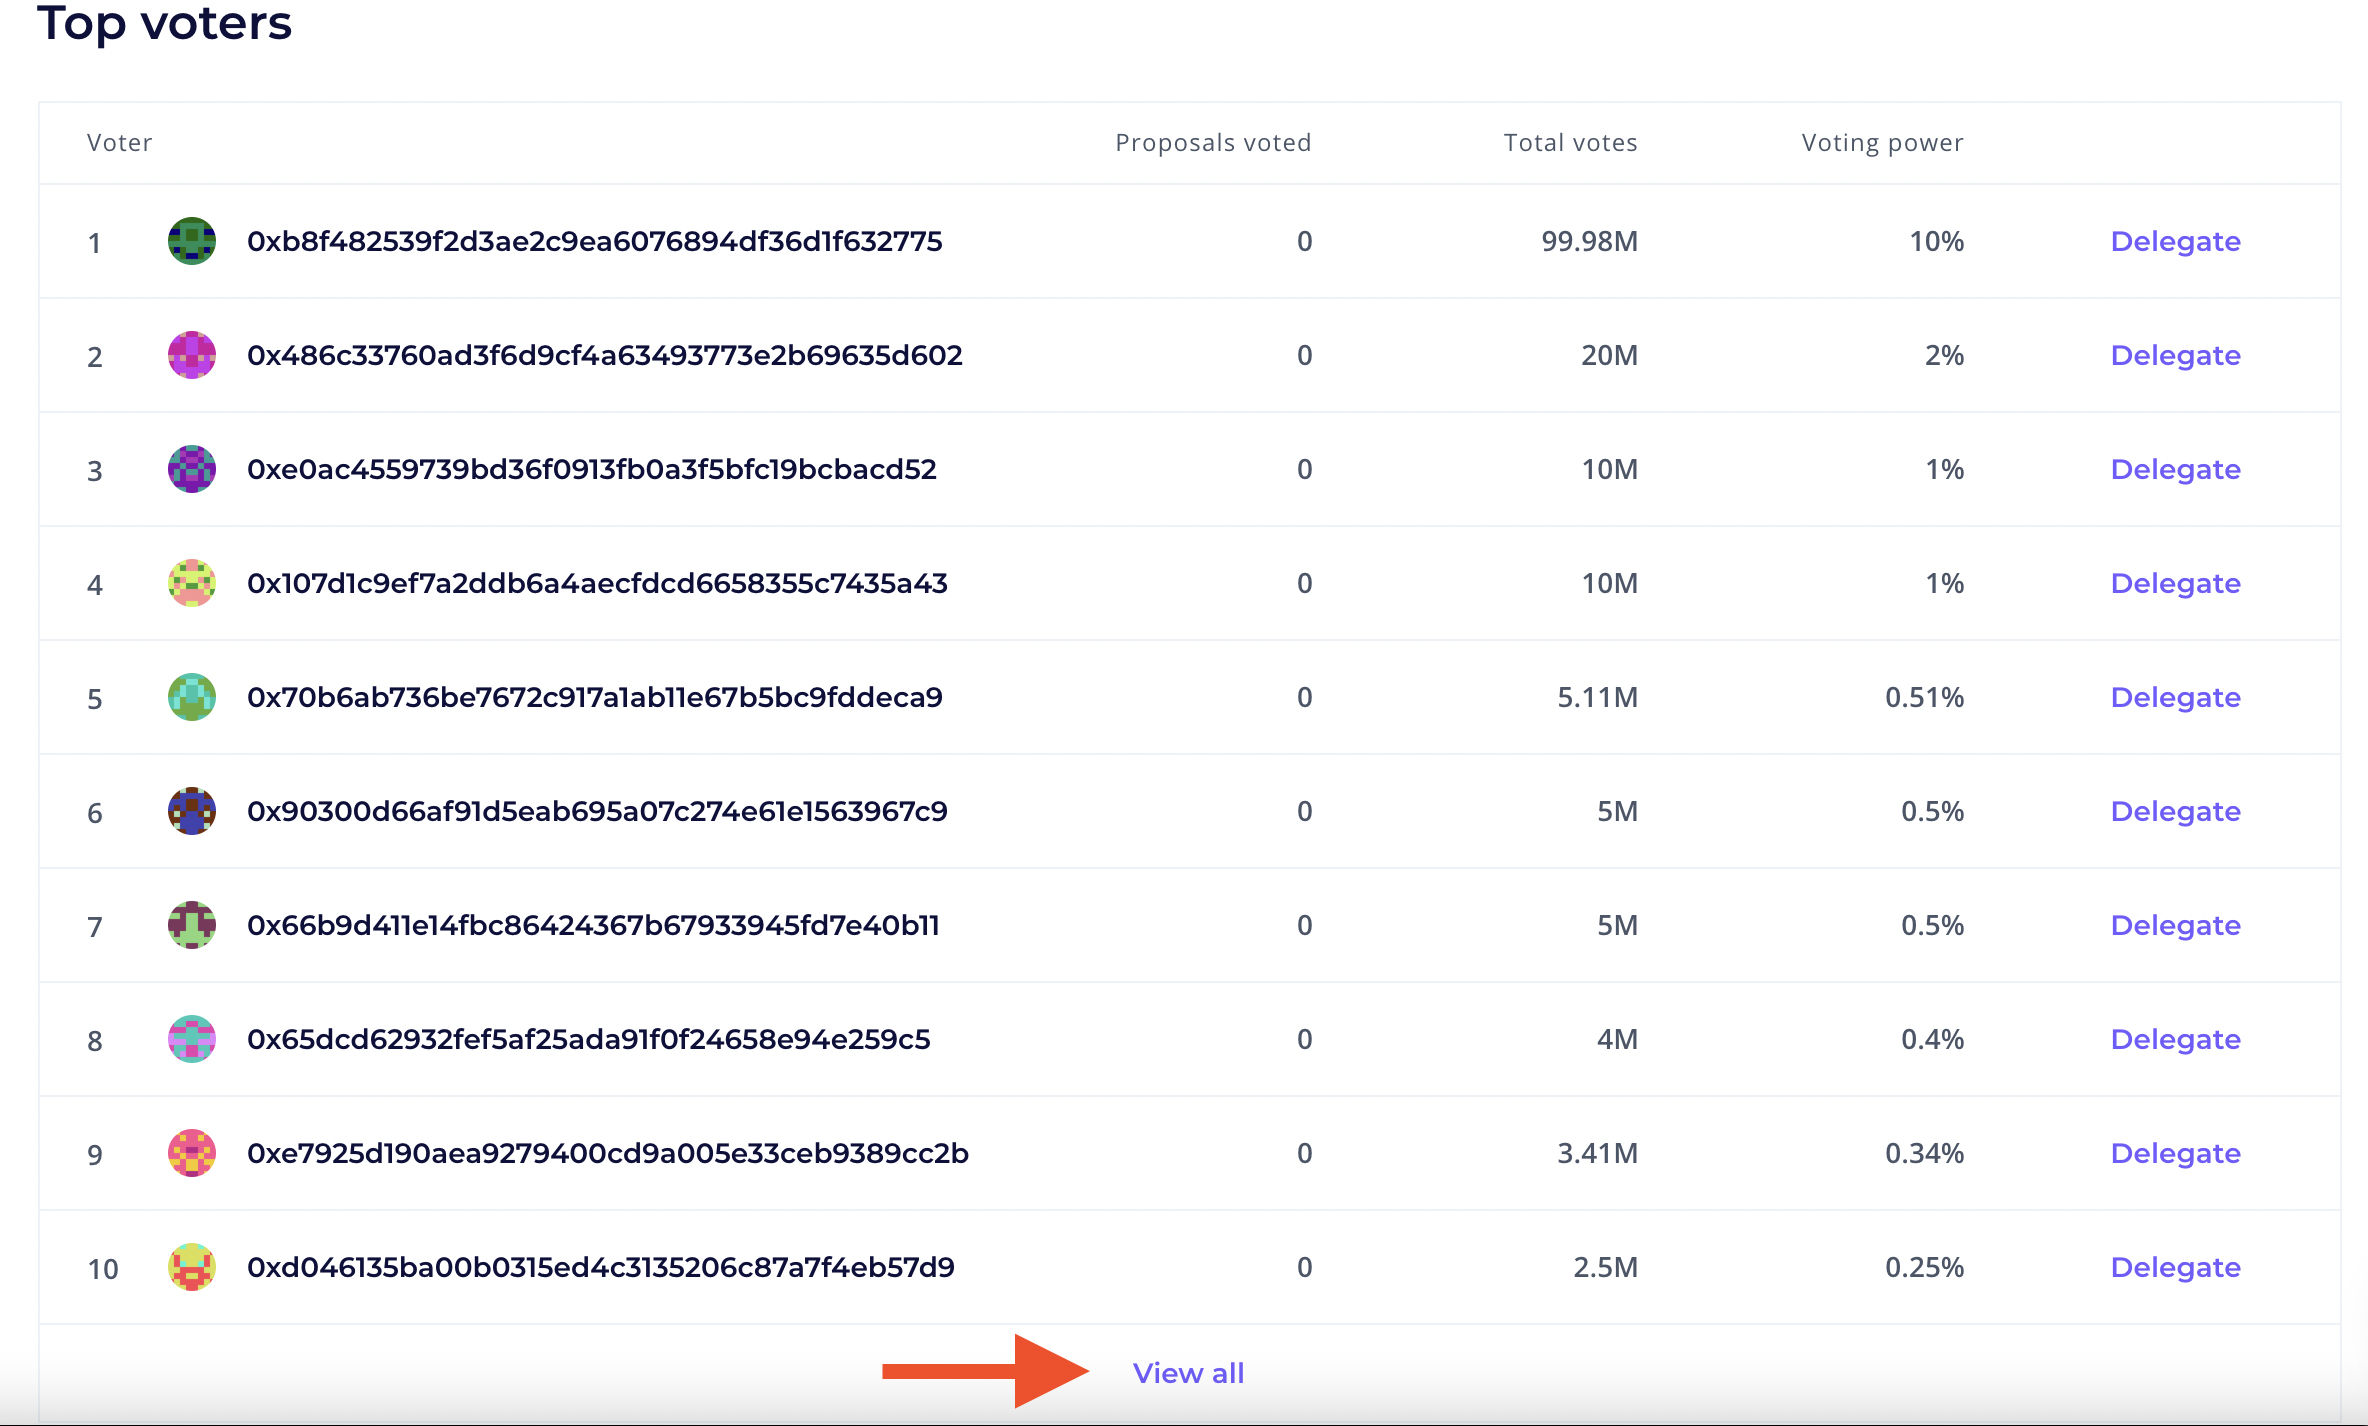 Top voters
Voter Proposals voted Total votes Voting power
1 0xb8f482539f2d3ae2c9ea6076894df36d1f632775 0 99.98M 10% Delegate
2 0x486c33760ad3f6d9cf4a63493773e2b69635d602 0 20M 2% Delegate
3 0xe0ac4559739bd36f0913fb0a3f5bfc19bcbacd52 0 10M 1% Delegate
4 0x107d1c9ef7a2ddb6a4aecfdcd6658355c7435a43 0 10M 1% Delegate
5 0x70b6ab736be7672c917a1ab11e67b5bc9fddeca9 0 5.11M 0.51% Delegate
6 0x90300d66af91d5eab695a07c274e61e1563967c9 0 5M 0.5% Delegate
7 0x66b9d411e14fbc86424367b67933945fd7e40b11 0 5M 0.5% Delegate
8 0x65dcd62932fef5af25ada91f0f24658e94e259c5 0 4M 0.4% Delegate
9 0xe7925d190aea9279400cd9a005e33ceb9389cc2b 0 3.41M 0.34% Delegate
10 0xd046135ba00b0315ed4c3135206c87a7f4eb57d9 0 2.5M 0.25% Delegate
View all